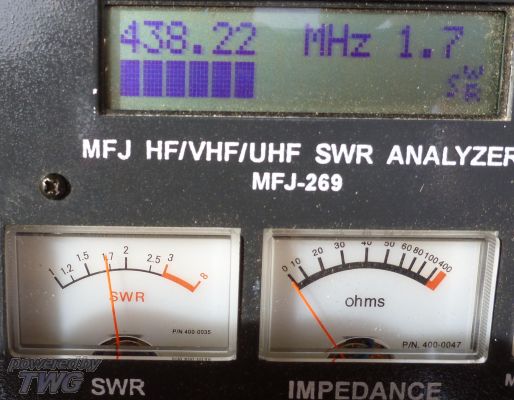 438.22 MHz 1.7
SWR
MFJ HF/VHF/UHF SWR ANALYZER
MFJ-269
1 1.2 1.5 1.7 2 2.5 3 8
SWR
P/N 400-0035
0 10 20 30 40 50 60 80 100 400
ohms
P/N. 400-0047
powered by
TWG
SWR
IMPEDANCE
M